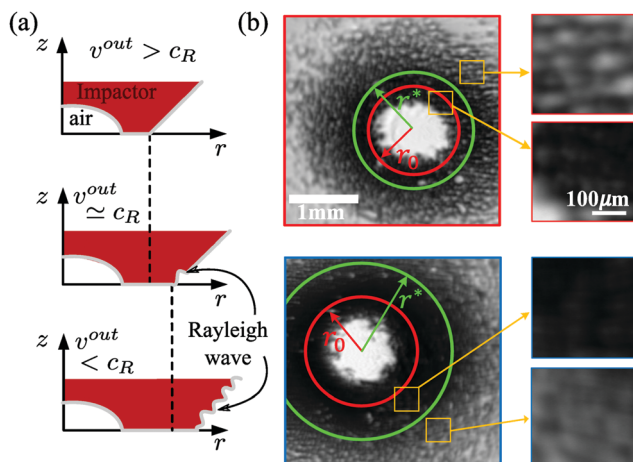 (a)
z
v^out > c_R
Impactor
air
r
z
v^out
≃ c_R
r
Rayleigh
wave
z
v^out
< c_R
r
(b)
r*
r_0
1mm
100μm
r*
r_0